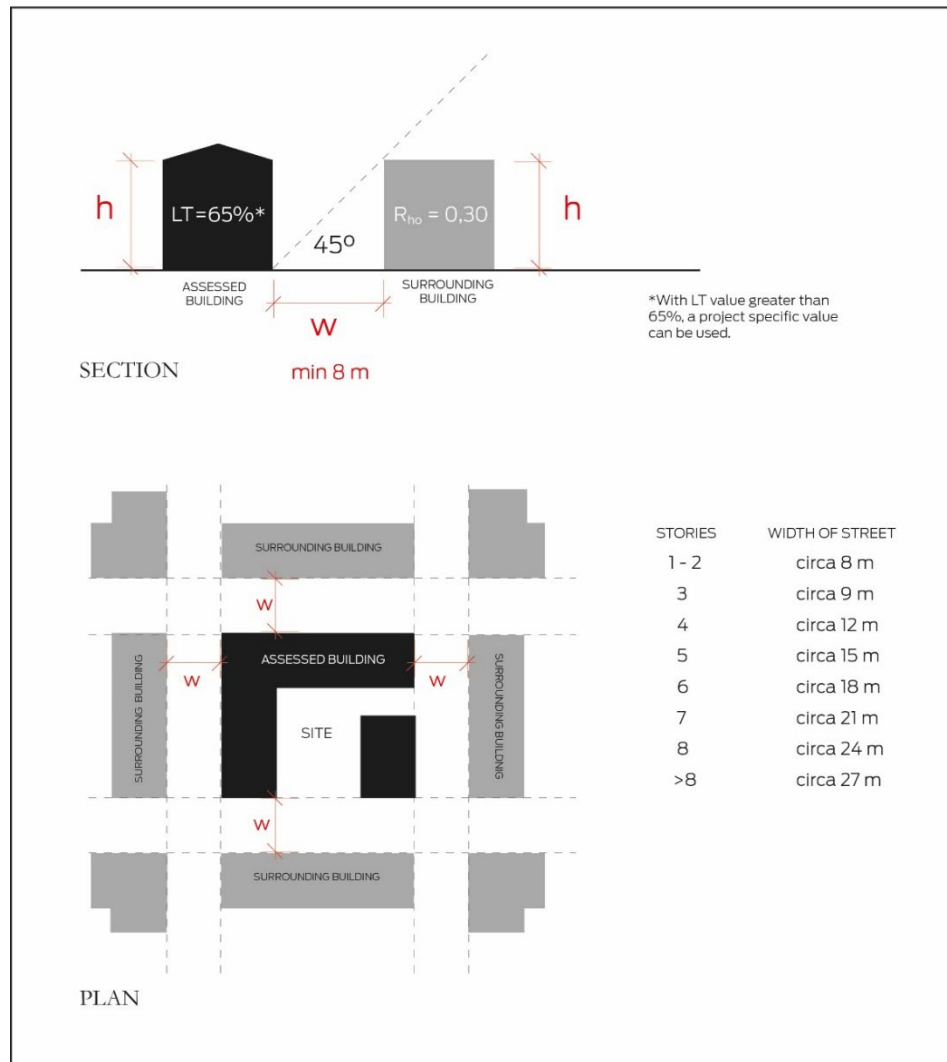 h
LT=65%*
45º
Rho = 0,30
h
ASSESSED
BUILDING
SURROUNDING
BUILDING
w
min 8 m
*With LT value greater than
65%, a project specific value
can be used.
SECTION
SURROUNDING BUILDING
w
SURROUNDING BUILDING
w
ASSESSED BUILDING
w
SURROUNDING BUILDING
SITE
w
SURROUNDING BUILDING
STORIES WIDTH OF STREET
1 - 2 circa 8 m
3 circa 9 m
4 circa 12 m
5 circa 15 m
6 circa 18 m
7 circa 21 m
8 circa 24 m
>8 circa 27 m
PLAN